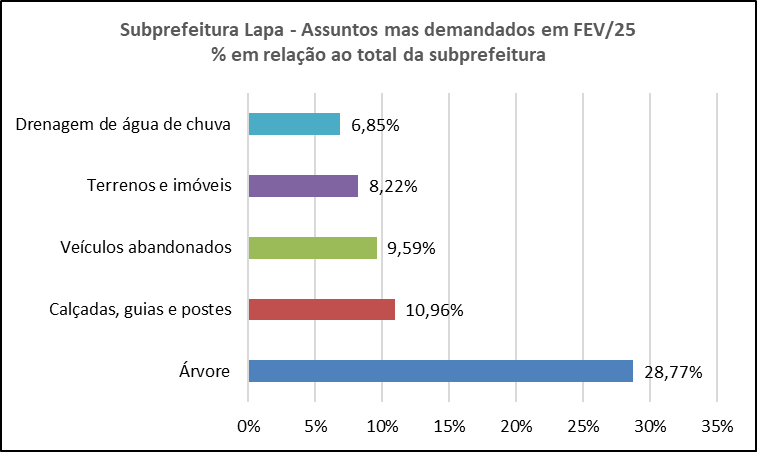 Subprefeitura Lapa - Assuntos mas demandados em FEV/25
% em relação ao total da subprefeitura
Drenagem de água de chuva 6,85%
Terrenos e imóveis 8,22%
Veículos abandonados 9,59%
Calçadas, guias e postes 10,96%
Árvore 28,77%
0% 5% 10% 15% 20% 25% 30% 35%